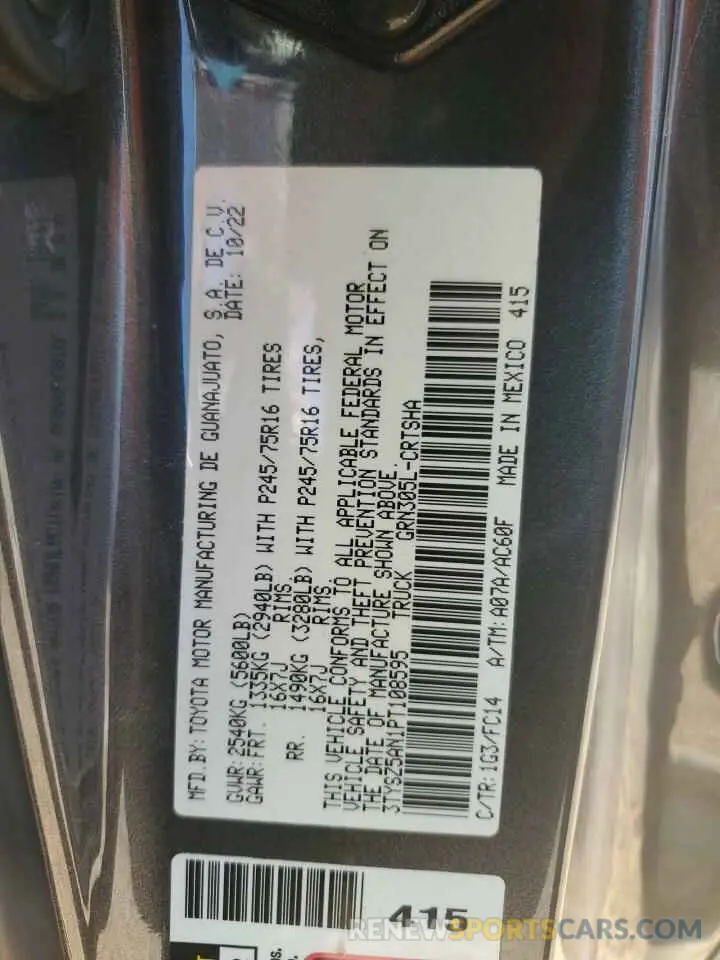 MFD.BY:TOYOTA MOTOR MANUFACTURING DE GUANAJUATO, S.A. DE C.V.
DATE: 10/22
GVWR: 2540KG (5600LB)
GAWR:FRT. 1335KG (2940LB) WITH P245/75R16 TIRES
16X7J RIMS.
RR. 1490KG (3280LB) WITH P245/75R16 TIRES,
16X7J RIMS.
THIS VEHICLE CONFORMS TO ALL APPLICABLE FEDERAL MOTOR
VEHICLE SAFETY AND THEFT PREVENTION STANDARDS IN EFFECT ON
THE DATE OF MANUFACTURE SHOWN ABOVE.
3TYSZ5AN1PT108595 TRUCK GRN305L-CRTSHA
C/TR:1G3/FC14 A/TM:A07A/AC60F MADE IN MEXICO 415
415
RENEWSPORTSCARS.COM